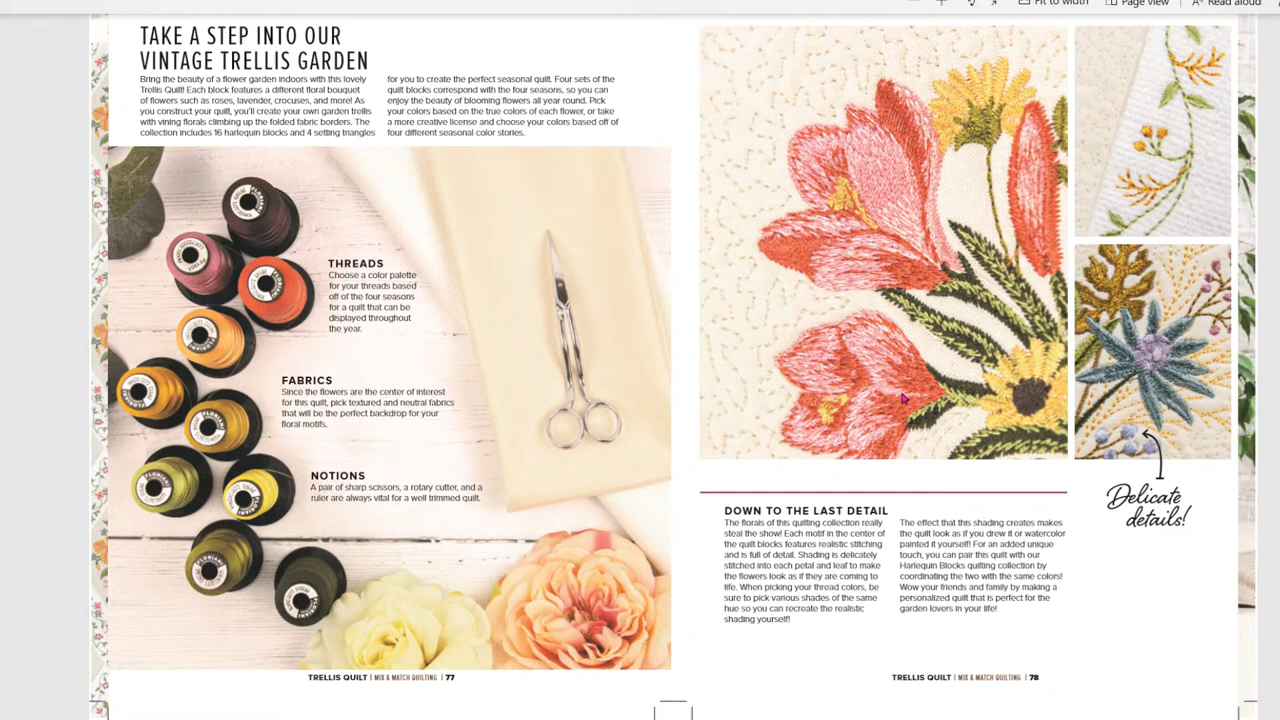 Fit to width
Page view
Read aloud
TAKE A STEP INTO OUR
VINTAGE TRELLIS GARDEN
Bring the beauty of a flower garden indoors with this lovely
Trellis Quilt! Each block features a different floral bouquet
of flowers such as roses, lavender, crocuses, and more! As
you construct your quilt, you'll create your own garden trellis
with vining florals climbing up the folded fabric borders. The
collection includes 16 harlequin blocks and 4 setting triangles
for you to create the perfect seasonal quilt. Four sets of the
quilt blocks correspond with the four seasons, so you can
enjoy the beauty of blooming flowers all year round. Pick
your colors based on the true colors of each flower, or take
a more creative license and choose your colors based off of
four different seasonal color stories.
THREADS
Choose a color palette
for your threads based
off of the four seasons
for a quilt that can be
displayed throughout
the year.
FABRICS
Since the flowers are the center of interest
for this quilt, pick textured and neutral fabrics
that will be the perfect backdrop for your
floral motifs.
NOTIONS
A pair of sharp scissors, a rotary cutter, and a
ruler are always vital for a well trimmed quilt.
FLORIANI
FLORIANI
FLORIANI
FLORIANI
FLORIANI
TRELLIS QUILT | MIX & MATCH QUILTING | 77
Delicate
details!
DOWN TO THE LAST DETAIL
The florals of this quilting collection really
steal the show! Each motif in the center of
the quilt blocks features realistic stitching
and is full of detail. Shading is delicately
stitched into each petal and leaf to make
the flowers look as if they are coming to
life. When picking your thread colors, be
sure to pick various shades of the same
hue so you can recreate the realistic
shading yourself!
The effect that this shading creates makes
the quilt look as if you drew it or watercolor
painted it yourself! For an added unique
touch, you can pair this quilt with our
Harlequin Blocks quilting collection by
coordinating the two with the same colors!
Wow your friends and family by making a
personalized quilt that is perfect for the
garden lovers in your life!
TRELLIS QUILT | MIX & MATCH QUILTING | 78